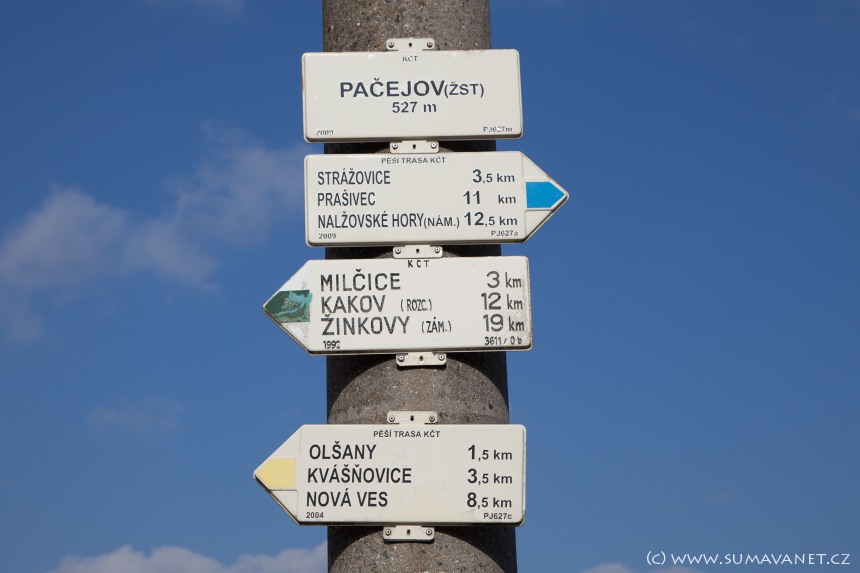 KČT
PAČEJOV(ŽST)
527 m
2009 PJ627m
PĚŠÍ TRASA KČT
STRÁŽOVICE 3,5 km
PRAŠIVEC 11 km
NALŽOVSKÉ HORY(NÁM.) 12,5 km
2009 PJ627a
KČT
MILČICE 3 km
KAKOV (ROZC.) 12 km
ŽINKOVY (ZÁM.) 19 km
1992 3611/06
PĚŠÍ TRASA KČT
OLŠANY 1,5 km
KVÁŠŇOVICE 3,5 km
NOVÁ VES 8,5 km
2004 PJ627c
(C) WWW.SUMAVANET.CZ